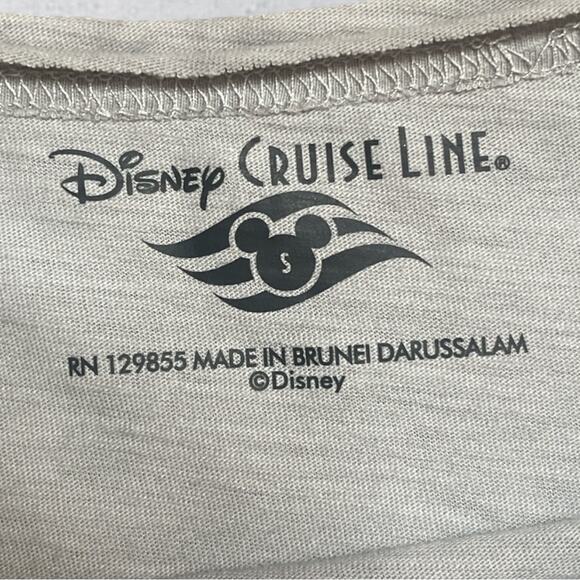 Disney CRUISE LINE®
S
RN 129855 MADE IN BRUNEI DARUSSALAM
©Disney